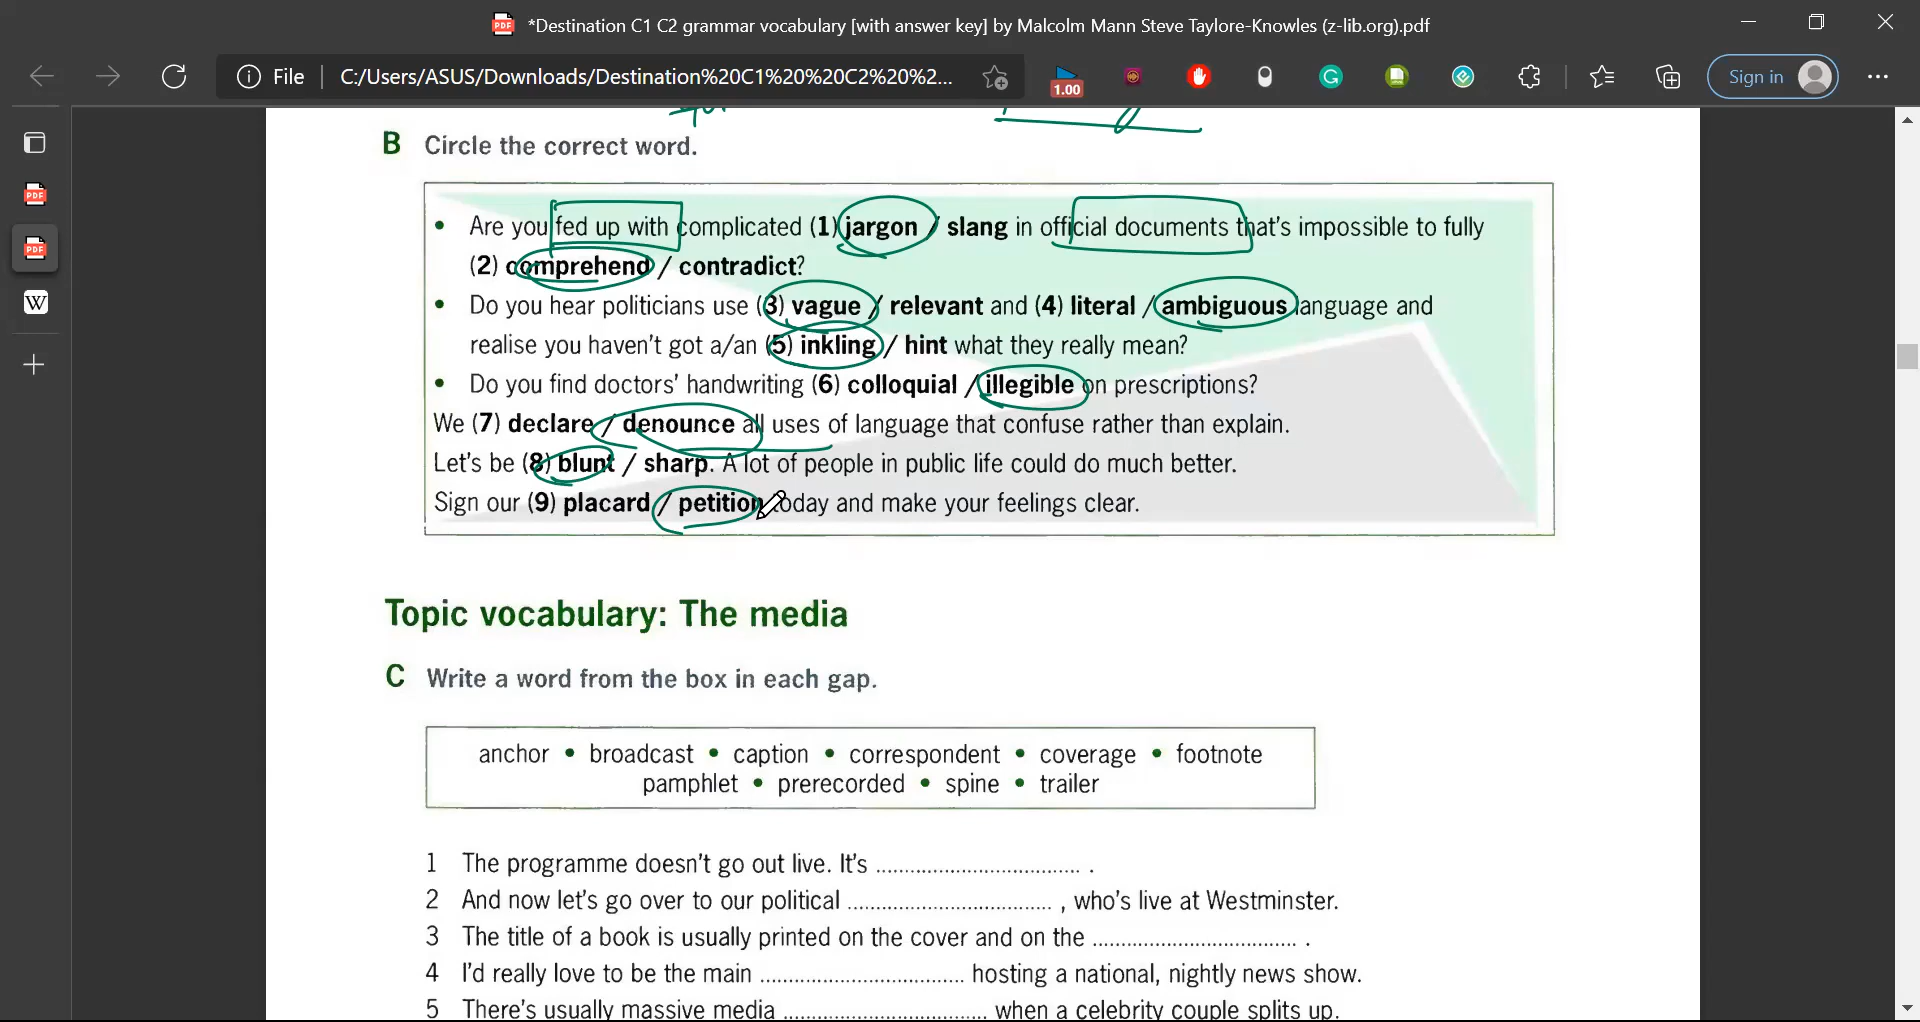 *Destination C1 C2 grammar vocabulary [with answer key] by Malcolm Mann Steve Taylore-Knowles (z-lib.org).pdf
File C:/Users/ASUS/Downloads/Destination%20C1%20%20C2%20%2...
1.00
Sign in
B Circle the correct word.
• Are you fed up with complicated (1) jargon / slang in official documents that's impossible to fully
(2) comprehend / contradict?
• Do you hear politicians use (3) vague / relevant and (4) literal / ambiguous language and
realise you haven't got a/an (5) inkling / hint what they really mean?
• Do you find doctors' handwriting (6) colloquial / illegible on prescriptions?
We (7) declare / denounce all uses of language that confuse rather than explain.
Let's be (8) blunt / sharp. A lot of people in public life could do much better.
Sign our (9) placard / petition today and make your feelings clear.
Topic vocabulary: The media
C Write a word from the box in each gap.
anchor • broadcast • caption • correspondent • coverage • footnote
pamphlet • prerecorded • spine • trailer
1 The programme doesn't go out live. It's .................................. .
2 And now let's go over to our political .................................. , who's live at Westminster.
3 The title of a book is usually printed on the cover and on the .................................. .
4 I'd really love to be the main .................................. hosting a national, nightly news show.
5 There's usually massive media .................................. when a celebrity couple splits up.